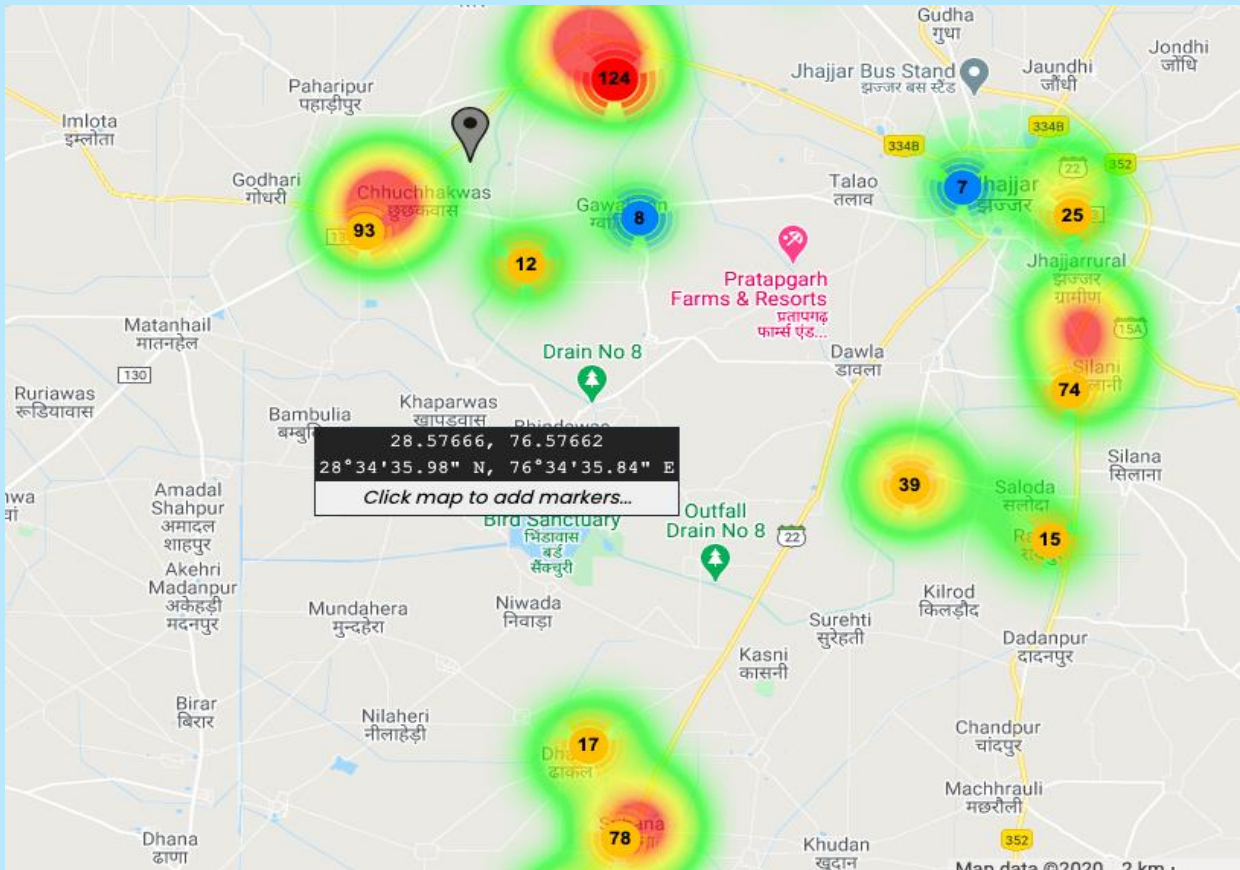 Gudha
गुधा
Jondhi
जोंधि
124
Jhajjar Bus Stand
झज्जर बस स्टैंड
Jaundhi
जौंधी
Paharipur
पहाड़ीपुर
Imlota
इम्लोता
334B
334B
352
22
Godhari
गोधरी
Chhuchhakwas
छुछकवास
Talao
तलाव
7
Jhajjar
झज्जर
8
25
93
12
Jhajjarrural
झज्जर
ग्रामीण
Pratapgarh
Farms & Resorts
प्रतापगढ़
फार्म्स एंड...
Matanhail
मातनहेल
15A
Drain No 8
Dawla
डावला
130
Silani
74
Ruriawas
रूडियावास
Khaparwas
खापड़वास
Bambulia
28.57666, 76.57662
28°34'35.98" N, 76°34'35.84" E
Click map to add markers...
Silana
सिलाना
39
Saloda
सलोदा
Amadal
Shahpur
अमादल
शाहपुर
Bird Sanctuary
भिंडावास
बर्ड
सैंक्चुरी
Outfall
Drain No 8
22
15
Akehri
Madanpur
अकेहड़ी
मदनपुर
Mundahera
मुन्दहेरा
Niwada
निवाड़ा
Kilrod
किलड़ौद
Surehti
सुरेहती
Dadanpur
दादनपुर
Kasni
कासनी
Birar
बिरार
Nilaheri
नीलाहेड़ी
17
ढाकल
Chandpur
चांदपुर
Machhrauli
मछरौली
78
Dhana
ढाणा
Khudan
खुदान
352
Map data ©2020 2 km